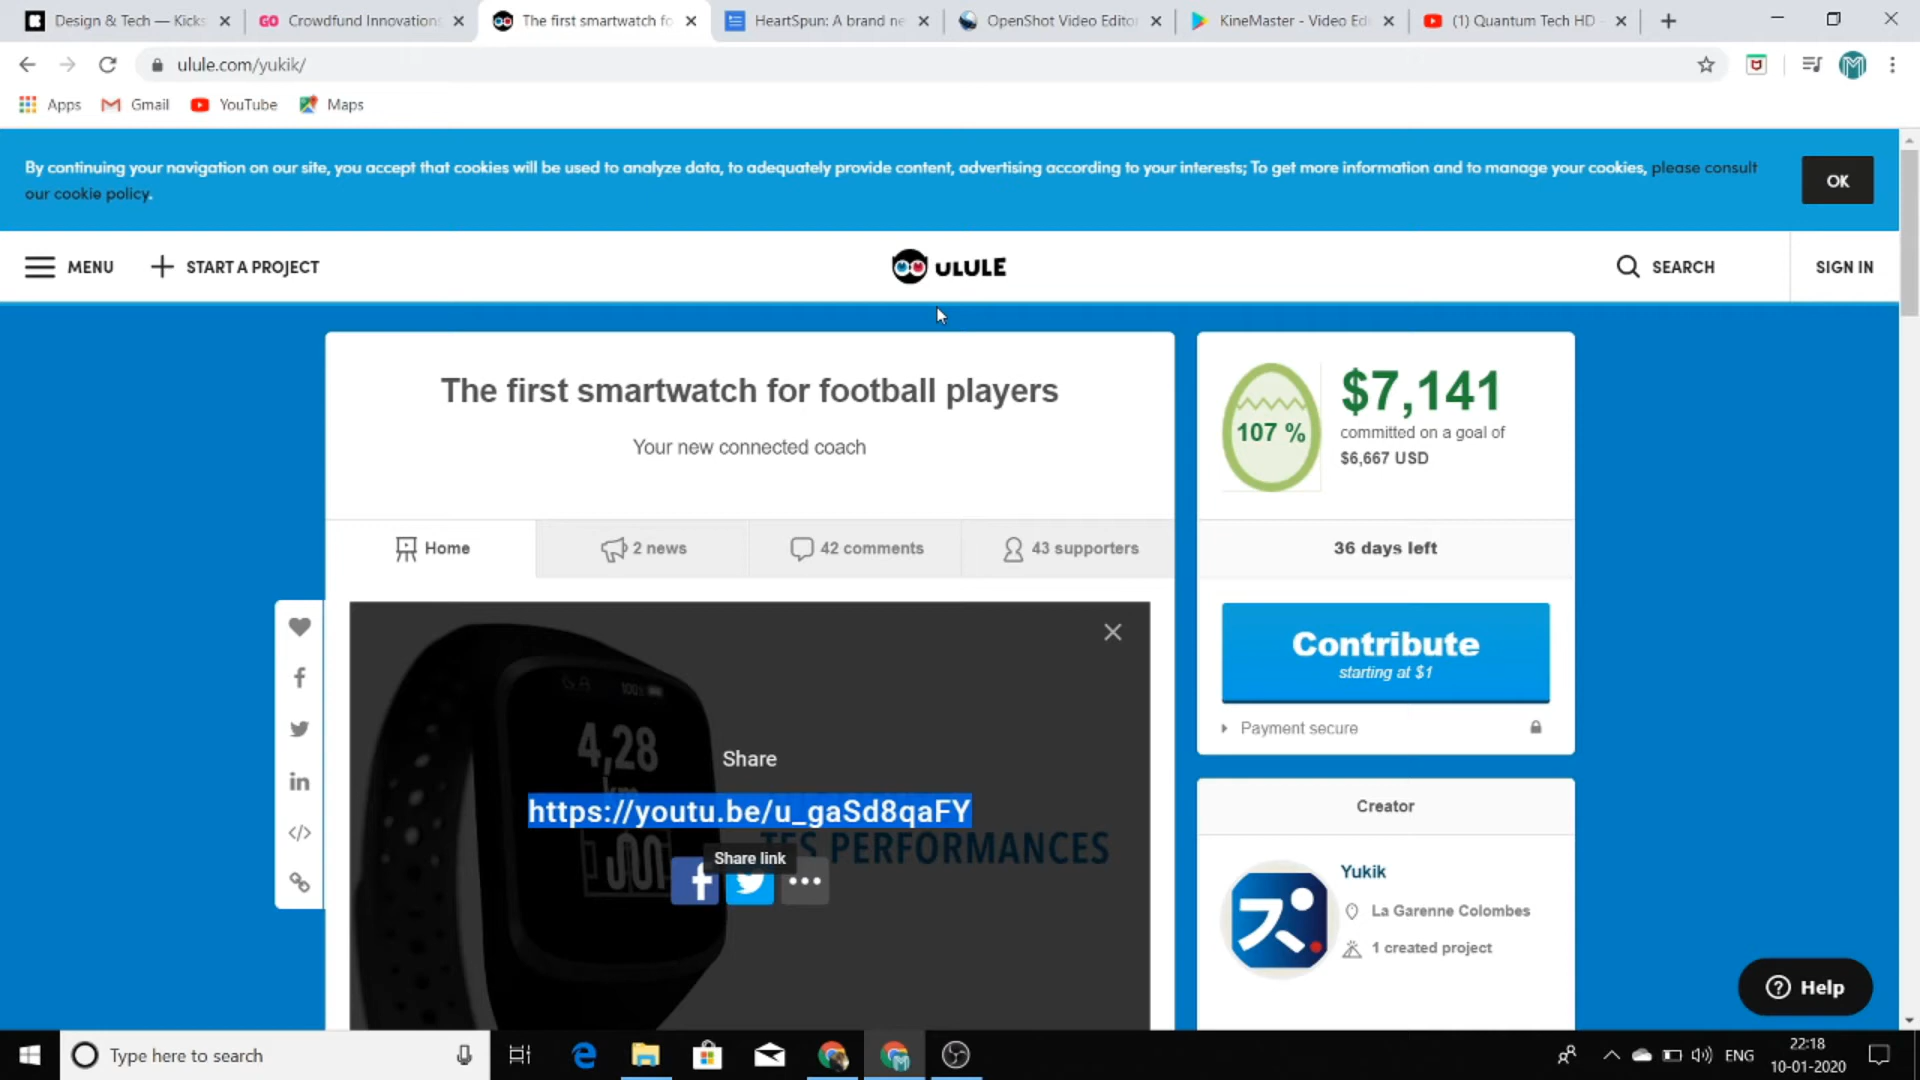 Design & Tech — Kicks
GO Crowdfund Innovations
The first smartwatch fo
HeartSpun: A brand ne
OpenShot Video Editor
KineMaster - Video Edi
(1) Quantum Tech HD -
ulule.com/yukik/
Apps
Gmail
YouTube
Maps
By continuing your navigation on our site, you accept that cookies will be used to analyze data, to adequately provide content, advertising according to your interests; To get more information and to manage your cookies, please consult
our cookie policy.
OK
MENU
START A PROJECT
ULULE
SEARCH
SIGN IN
The first smartwatch for football players
Your new connected coach
107 %
$7,141
committed on a goal of
$6,667 USD
Home
2 news
42 comments
43 supporters
36 days left
Contribute
starting at $1
Payment secure
100%
4,28
km
Share
https://youtu.be/u_gaSd8qaFY
TES PERFORMANCES
Share link
Creator
Yukik
La Garenne Colombes
1 created project
Help
Type here to search
ENG
22:18
10-01-2020